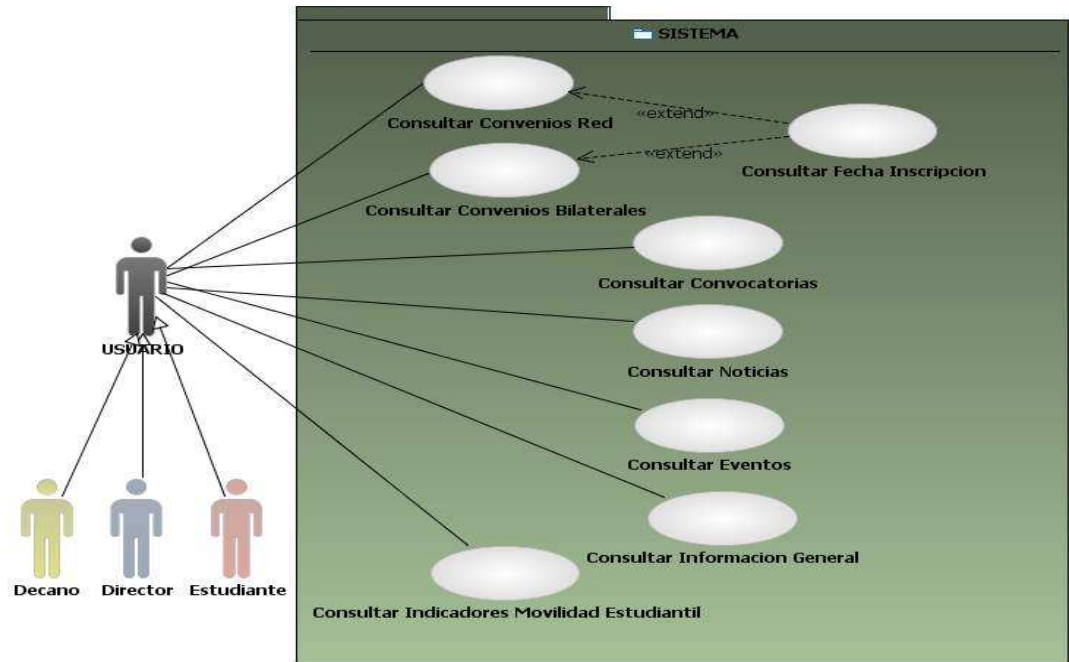 SISTEMA
Consultar Convenios Red
«extend»
Consultar Fecha Inscripcion
«extend»
Consultar Convenios Bilaterales
Consultar Convocatorias
USUARIO
Consultar Noticias
Consultar Eventos
Consultar Informacion General
Decano
Director
Estudiante
Consultar Indicadores Movilidad Estudiantil